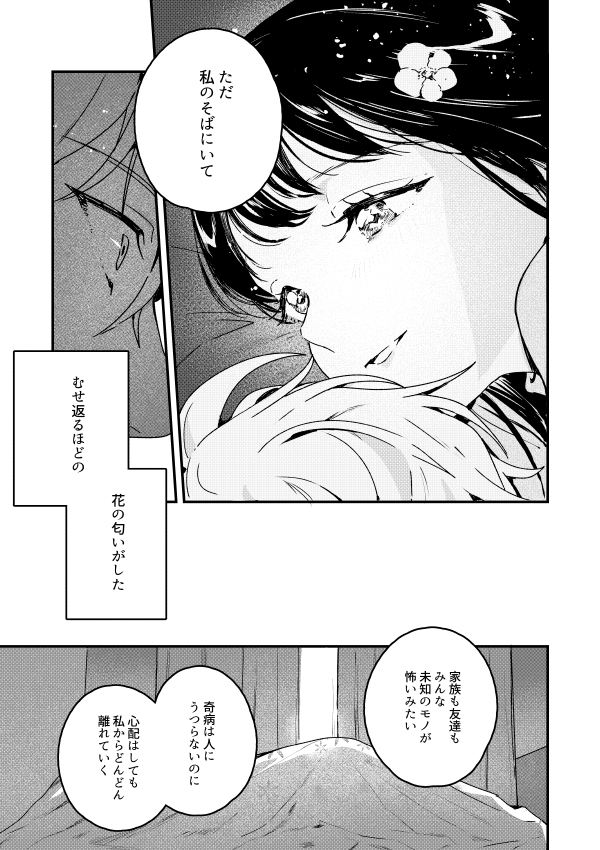 ただ
私のそばにいて
むせ返るほどの
花の匂いがした
家族も友達も
みんな
未知のモノが
怖いみたい
奇病は人に
うつらないのに
心配はしても
私からどんどん
離れていく